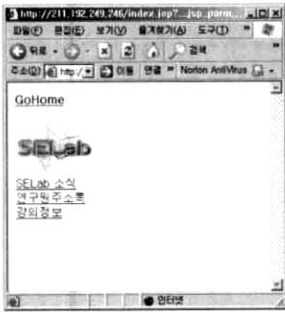 http://211.192.249.246/index.jsp?...jsp_parm...
파일(F) 편집(E) 보기(V) 즐겨찾기(A) 도구(T) »
뒤로 검색
주소(D) http:/ 이동 연결 » Norton AntiVirus
GoHome
SELab
SELab 소식
연구원주소록
강의정보
인터넷